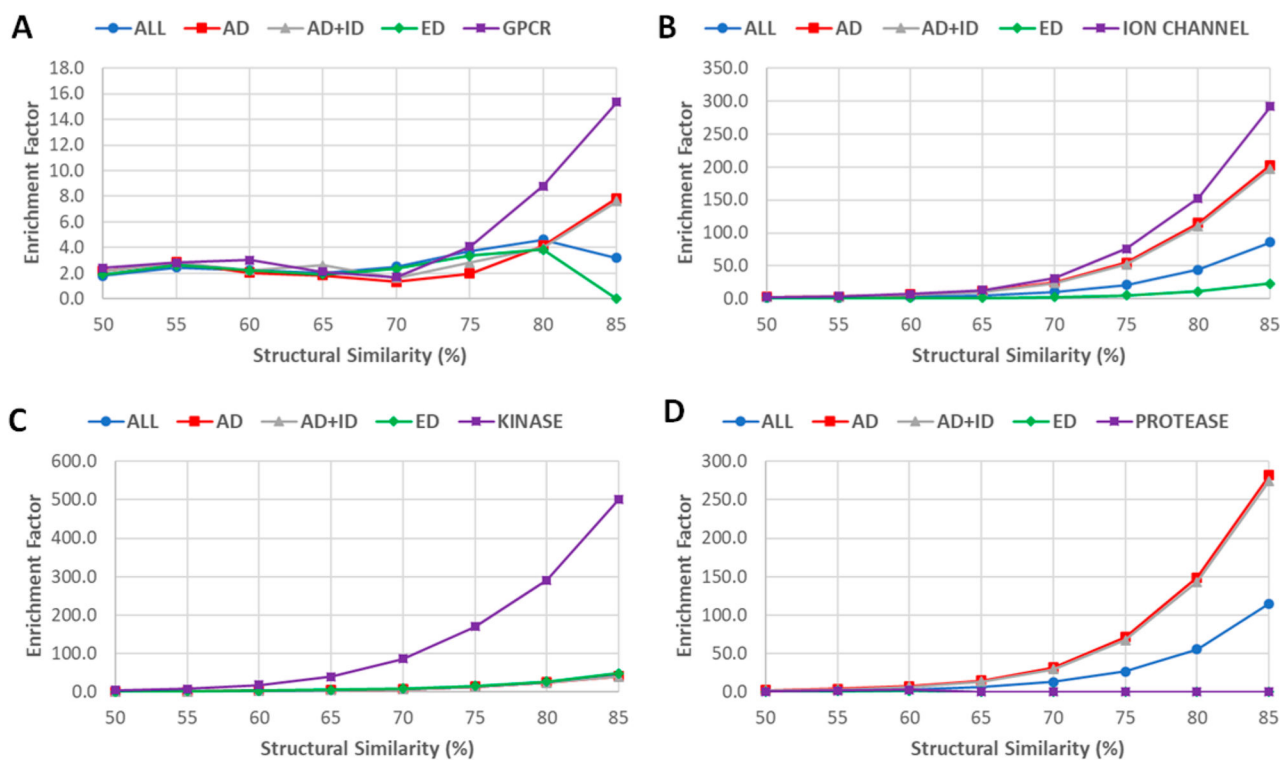 A
ALL AD AD+ID ED GPCR
18.0
16.0
14.0
12.0
10.0
8.0
6.0
4.0
2.0
0.0
Enrichment Factor
50 55 60 65 70 75 80 85
Structural Similarity (%)
B
ALL AD AD+ID ED ION CHANNEL
350.0
300.0
250.0
200.0
150.0
100.0
50.0
0.0
Enrichment Factor
50 55 60 65 70 75 80 85
Structural Similarity (%)
C
ALL AD AD+ID ED KINASE
600.0
500.0
400.0
300.0
200.0
100.0
0.0
Enrichment Factor
50 55 60 65 70 75 80 85
Structural Similarity (%)
D
ALL AD AD+ID ED PROTEASE
300.0
250.0
200.0
150.0
100.0
50.0
0.0
Enrichment Factor
50 55 60 65 70 75 80 85
Structural Similarity (%)